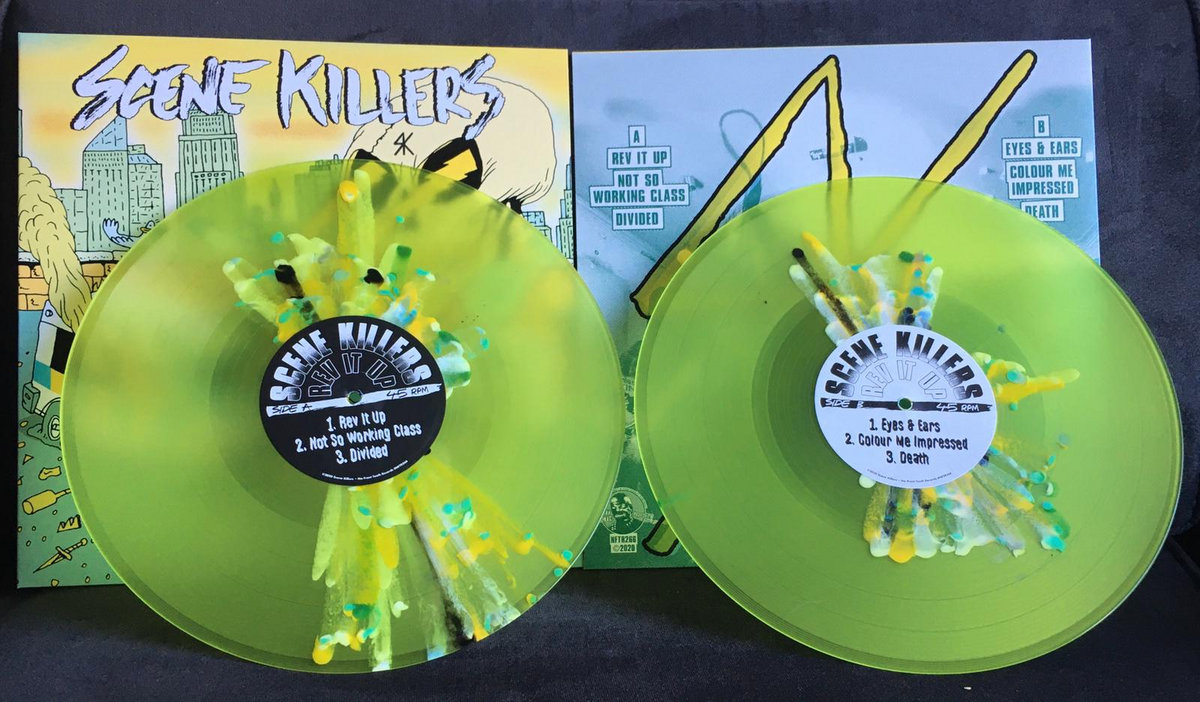 SCENE KILLERS
SK
A
REV IT UP
NOT SO
WORKING CLASS
DIVIDED
B
EYES & EARS
COLOUR ME
IMPRESSED
DEATH
NFTR266
©2020
SCENE KILLERS
REV IT UP
SIDE A 45 RPM
1. Rev It Up
2. Not So Working Class
3. Divided
SCENE KILLERS
REV IT UP
SIDE B 45 RPM
1. Eyes & Ears
2. Colour Me Impressed
3. Death